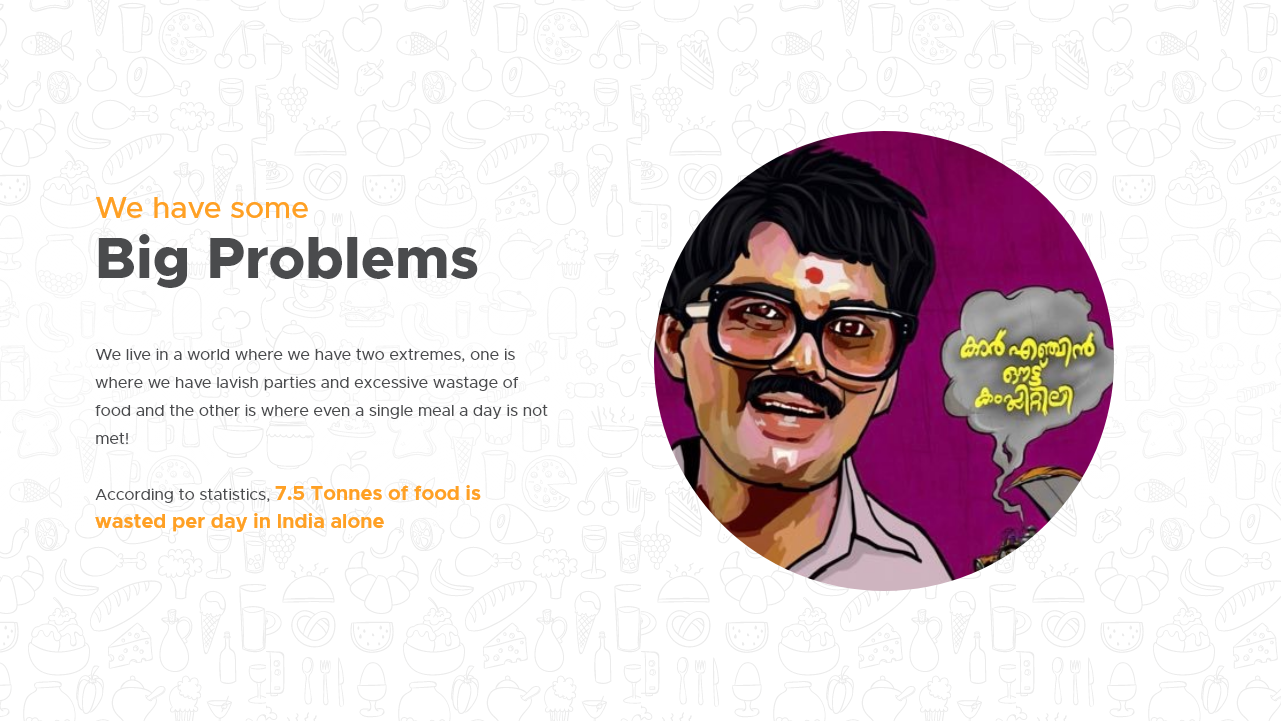 We have some
Big Problems
We live in a world where we have two extremes, one is
where we have lavish parties and excessive wastage of
food and the other is where even a single meal a day is not
met!
According to statistics, 7.5 Tonnes of food is
wasted per day in India alone
കാർ എഞ്ചിൻ
ഔട്ട്
കംപ്ലിറ്റിലി